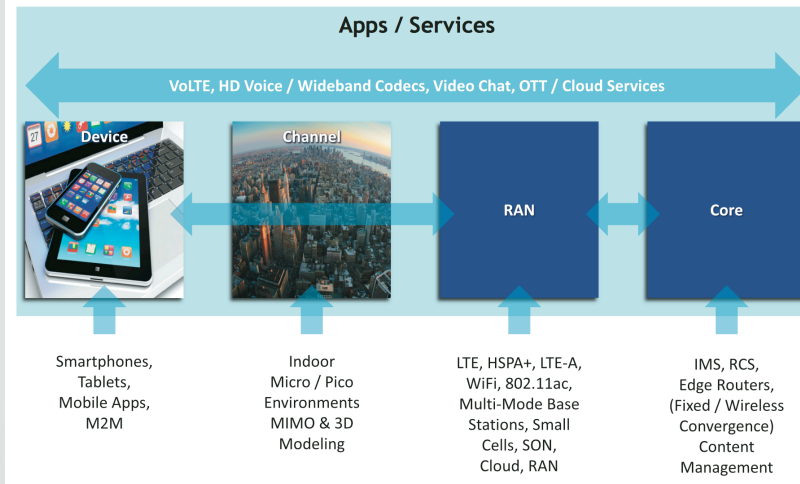 Apps / Services
VoLTE, HD Voice / Wideband Codecs, Video Chat, OTT / Cloud Services
Device
Channel
RAN
Core
27
Smartphones,
Tablets,
Mobile Apps,
M2M
Indoor
Micro / Pico
Environments
MIMO & 3D
Modeling
LTE, HSPA+, LTE-A,
WiFi, 802.11ac,
Multi-Mode Base
Stations, Small
Cells, SON,
Cloud, RAN
IMS, RCS,
Edge Routers,
(Fixed / Wireless
Convergence)
Content
Management